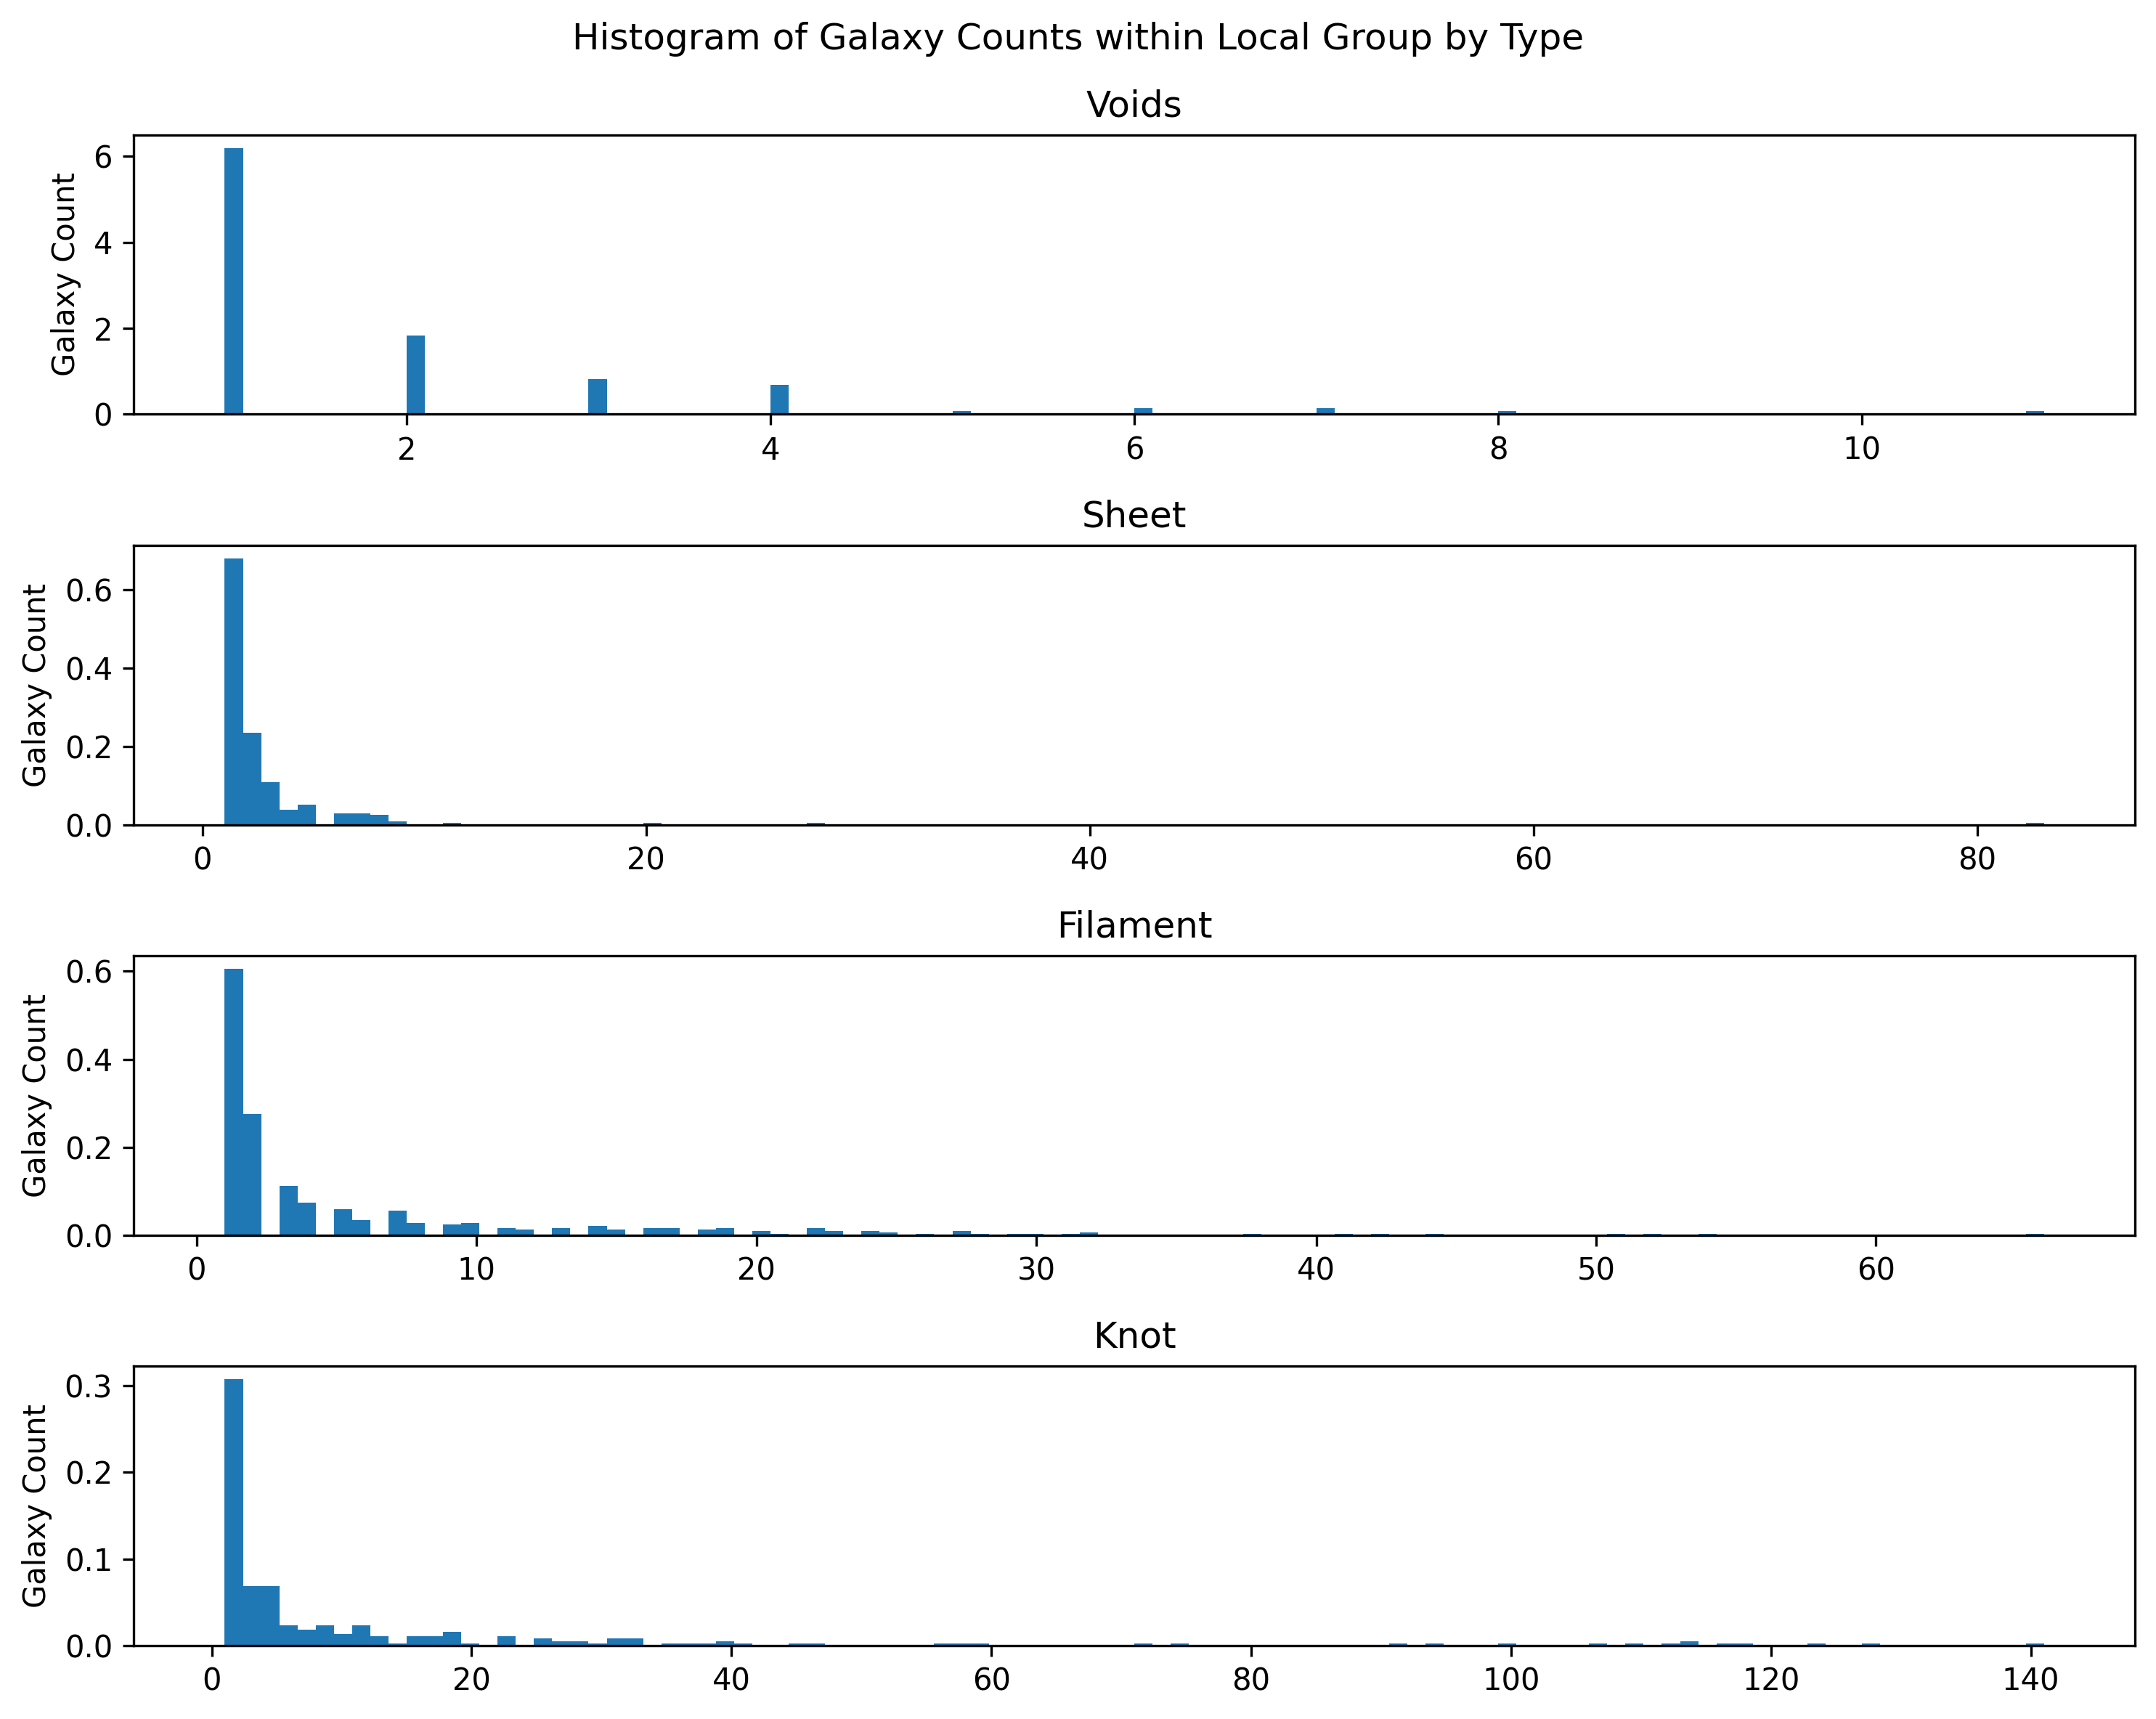 Histogram of Galaxy Counts within Local Group by Type
Voids
Galaxy Count
6
4
2
0
2 4 6 8 10
Sheet
Galaxy Count
0.6
0.4
0.2
0.0
0 20 40 60 80
Filament
Galaxy Count
0.6
0.4
0.2
0.0
0 10 20 30 40 50 60
Knot
Galaxy Count
0.3
0.2
0.1
0.0
0 20 40 60 80 100 120 140